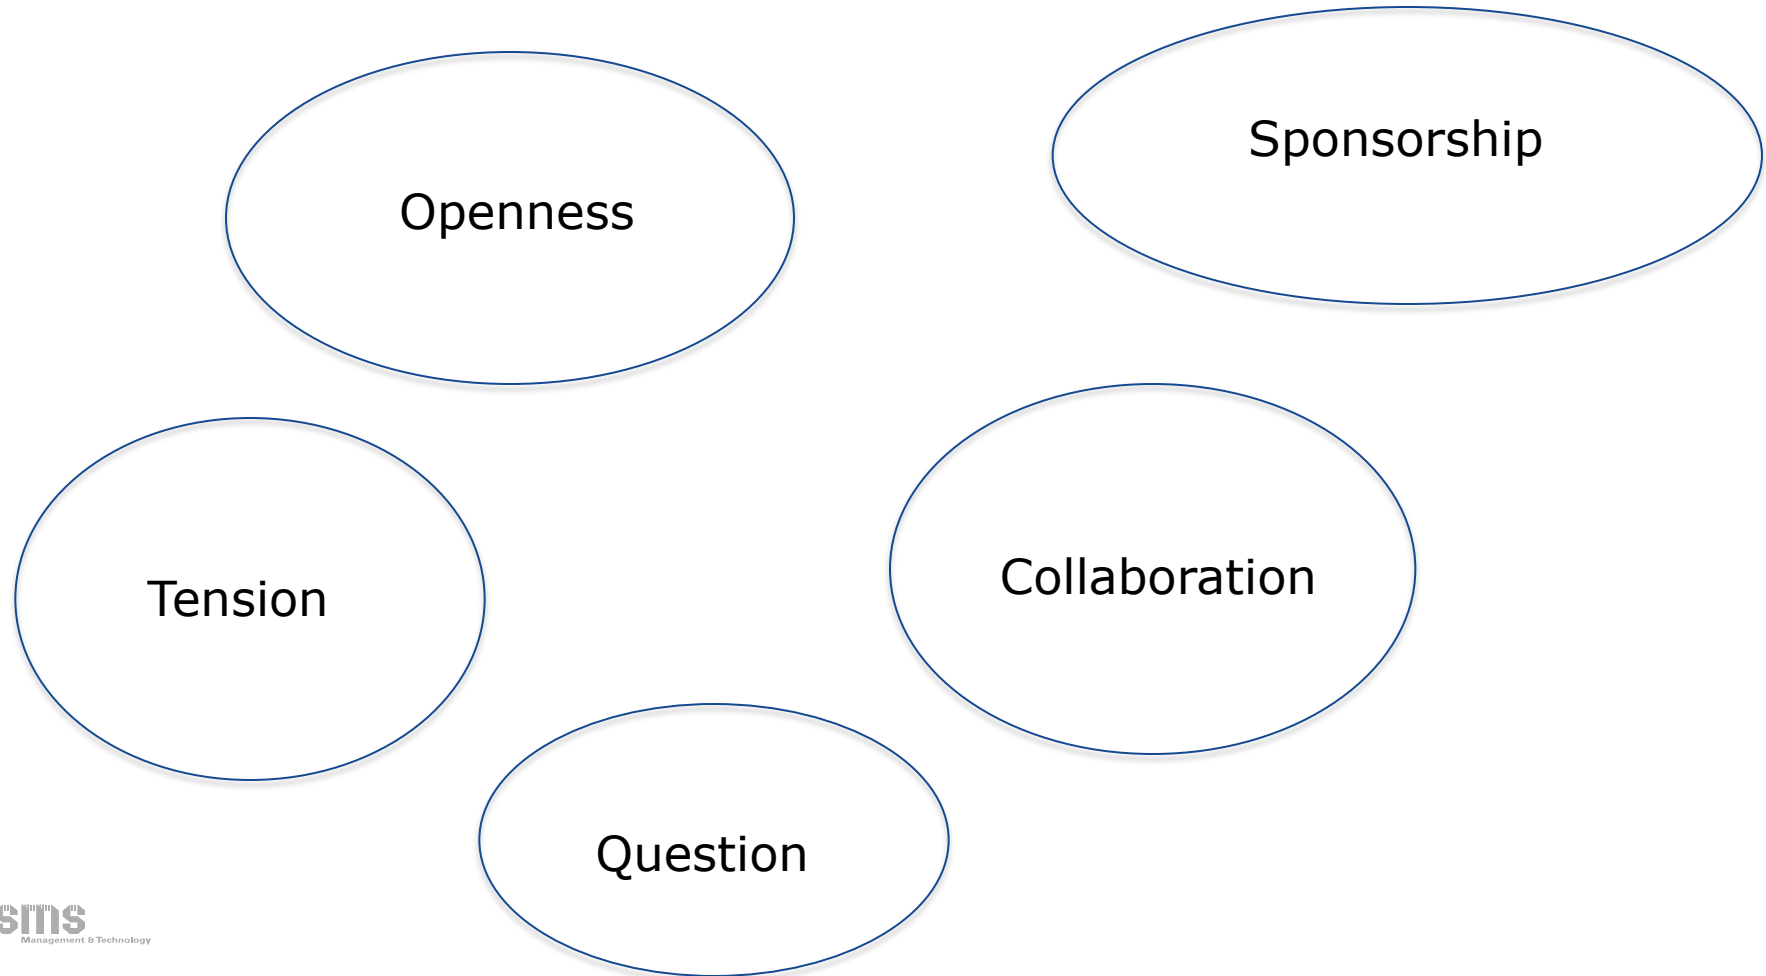 Sponsorship
Openness
Collaboration
Tension
Question
sms
Management & Technology